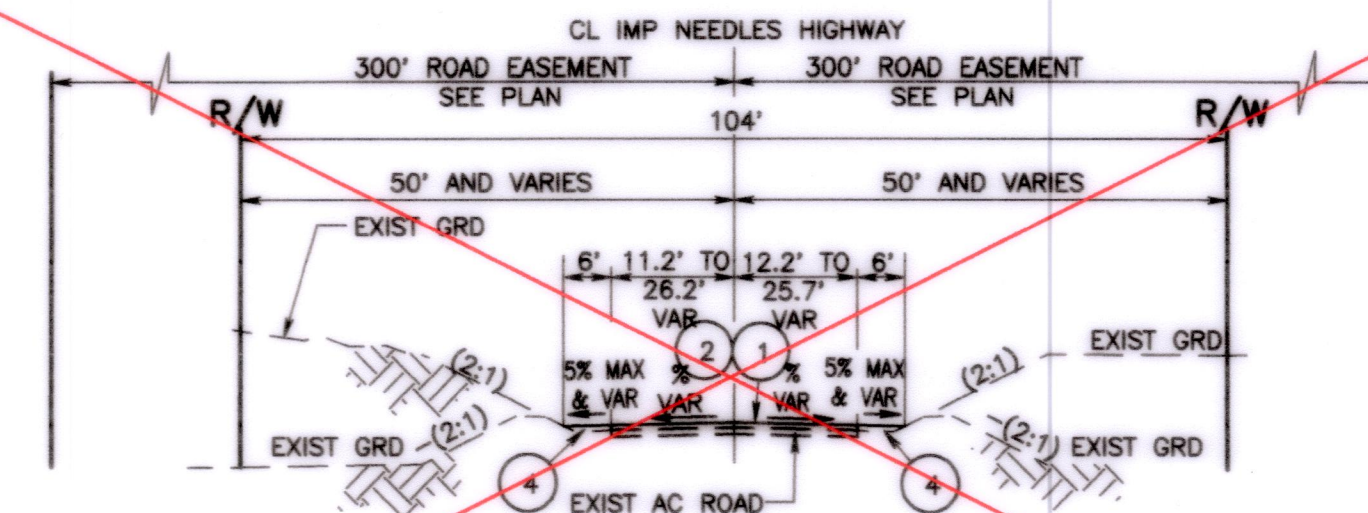 CL IMP NEEDLES HIGHWAY
300' ROAD EASEMENT 300' ROAD EASEMENT
SEE PLAN SEE PLAN
R/W R/W
104'
50' AND VARIES 50' AND VARIES
EXIST GRD
6' 11.2' TO 12.2' TO 6'
26.2' 25.7'
VAR VAR
2 1
EXIST GRD
5% MAX % % 5% MAX
& VAR VAR VAR & VAR
(2:1) (2:1)
(2:1) (2:1)
EXIST GRD EXIST GRD
4 4
EXIST AC ROAD